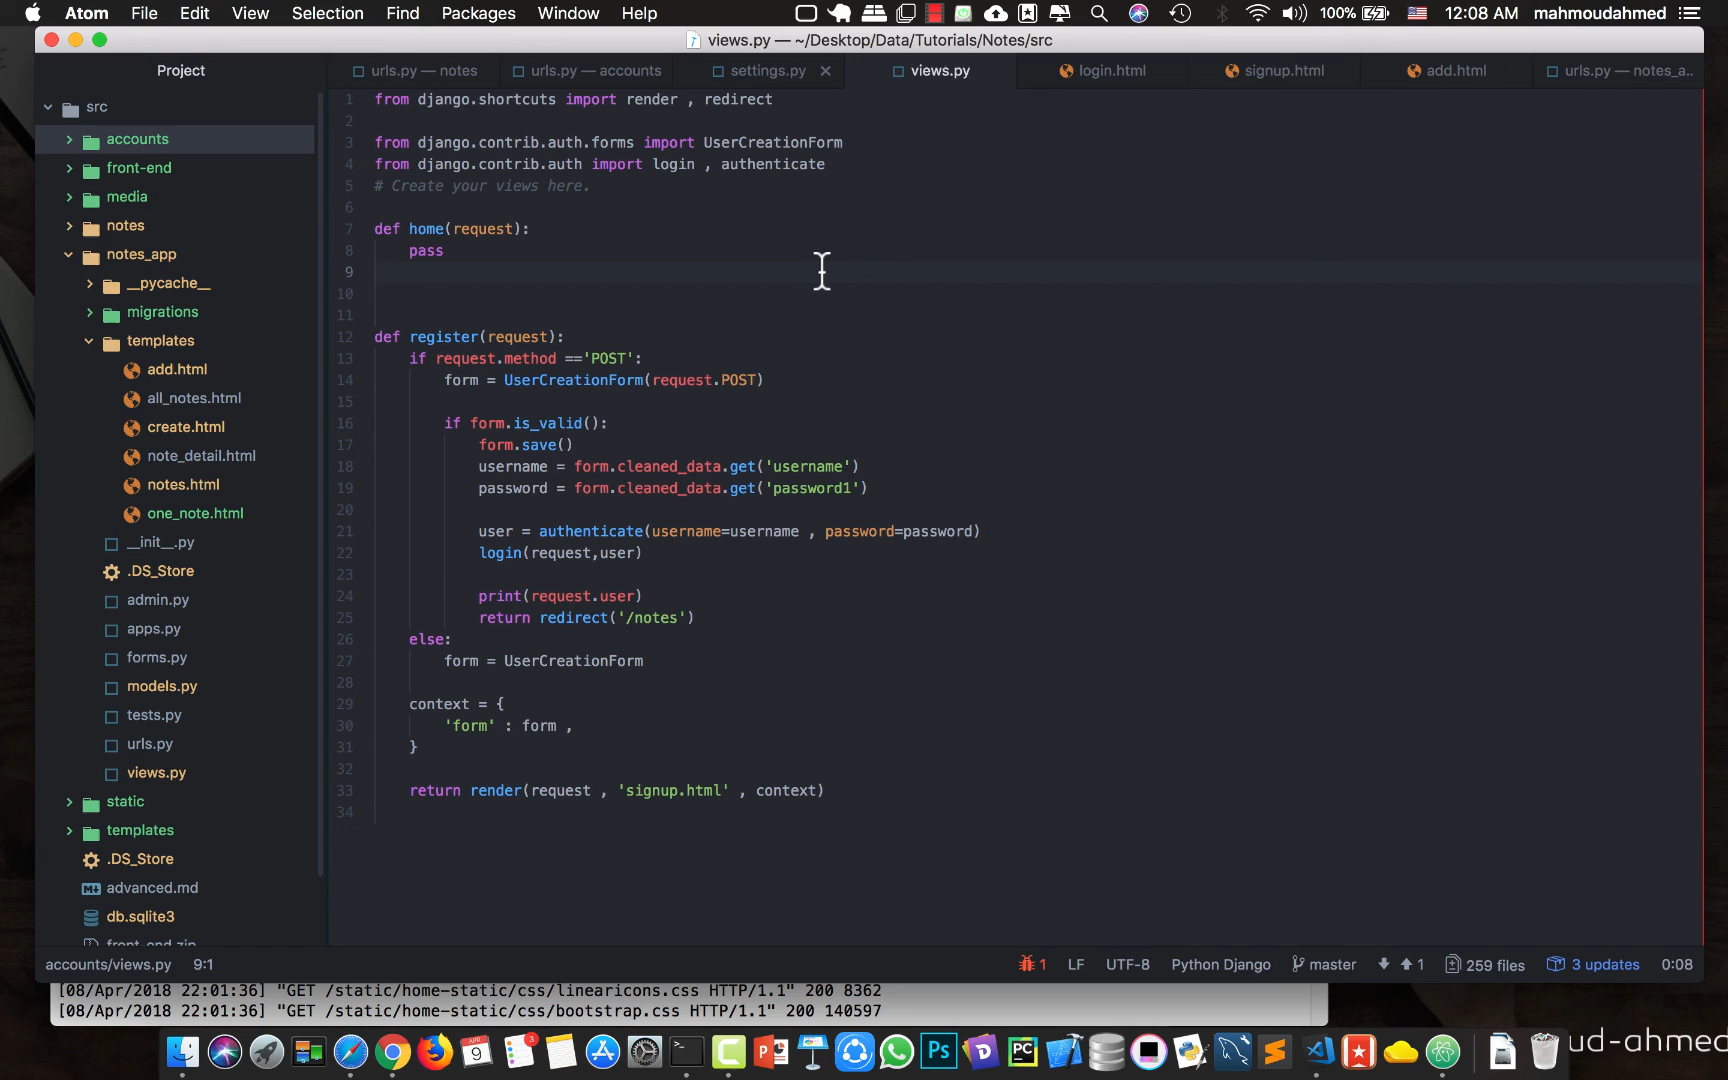 Atom File Edit View Selection Find Packages Window Help 100% 12:08 AM mahmoudahmed
views.py — ~/Desktop/Data/Tutorials/Notes/src
Project urls.py — notes urls.py — accounts settings.py views.py login.html signup.html add.html urls.py — notes_a..
src
accounts
front-end
media
notes
notes_app
__pycache__
migrations
templates
add.html
all_notes.html
create.html
note_detail.html
notes.html
one_note.html
__init__.py
.DS_Store
admin.py
apps.py
forms.py
models.py
tests.py
urls.py
views.py
static
templates
.DS_Store
advanced.md
db.sqlite3
front-end.zip
1 from django.shortcuts import render , redirect
2
3 from django.contrib.auth.forms import UserCreationForm
4 from django.contrib.auth import login , authenticate
5 # Create your views here.
6
7 def home(request):
8 pass
9
10
11
12 def register(request):
13 if request.method =='POST':
14 form = UserCreationForm(request.POST)
15
16 if form.is_valid():
17 form.save()
18 username = form.cleaned_data.get('username')
19 password = form.cleaned_data.get('password1')
20
21 user = authenticate(username=username , password=password)
22 login(request,user)
23
24 print(request.user)
25 return redirect('/notes')
26 else:
27 form = UserCreationForm
28
29 context = {
30 'form' : form ,
31 }
32
33 return render(request , 'signup.html' , context)
34
accounts/views.py 9:1 1 LF UTF-8 Python Django master 1 259 files 3 updates 0:08
[08/Apr/2018 22:01:36] "GET /static/home-static/css/linearicons.css HTTP/1.1" 200 8362
[08/Apr/2018 22:01:36] "GET /static/home-static/css/bootstrap.css HTTP/1.1" 200 140597
ud-ahmed